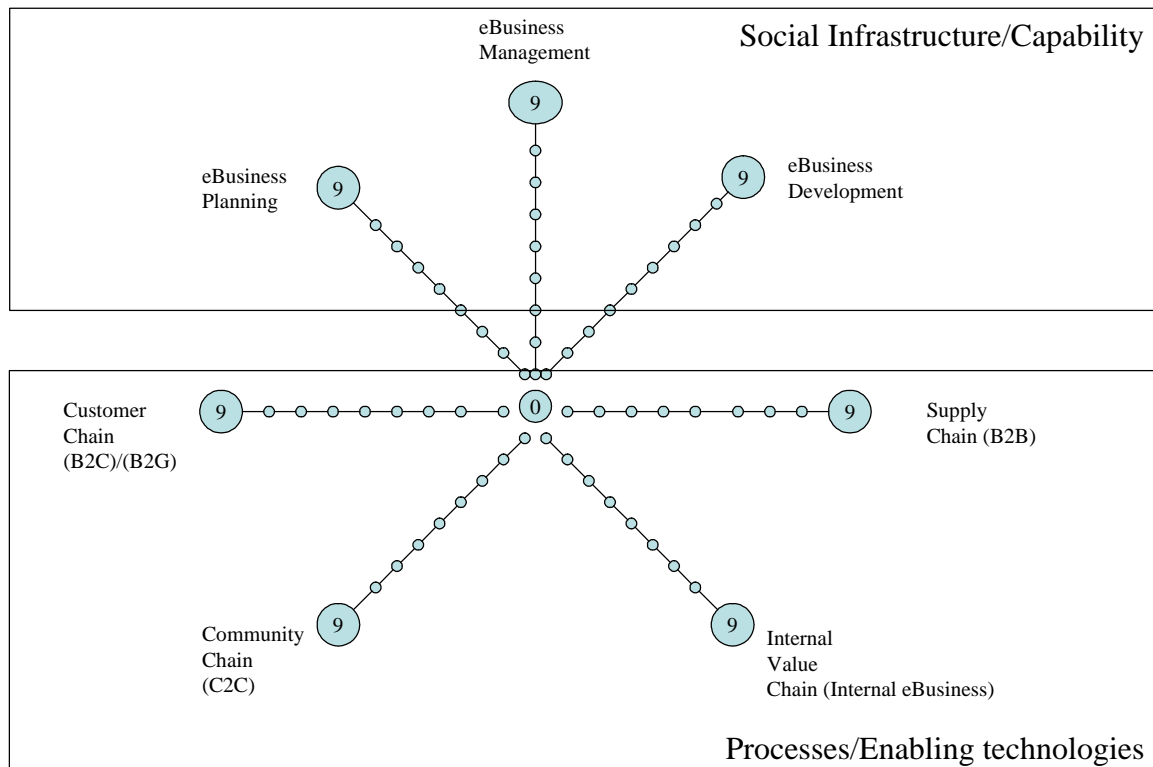 Social Infrastructure/Capability
eBusiness
Management
9
eBusiness
Planning
9
9
eBusiness
Development
Customer
Chain
(B2C)/(B2G)
9
0
9
Supply
Chain (B2B)
Community
Chain
(C2C)
9
9
Internal
Value
Chain (Internal eBusiness)
Processes/Enabling technologies